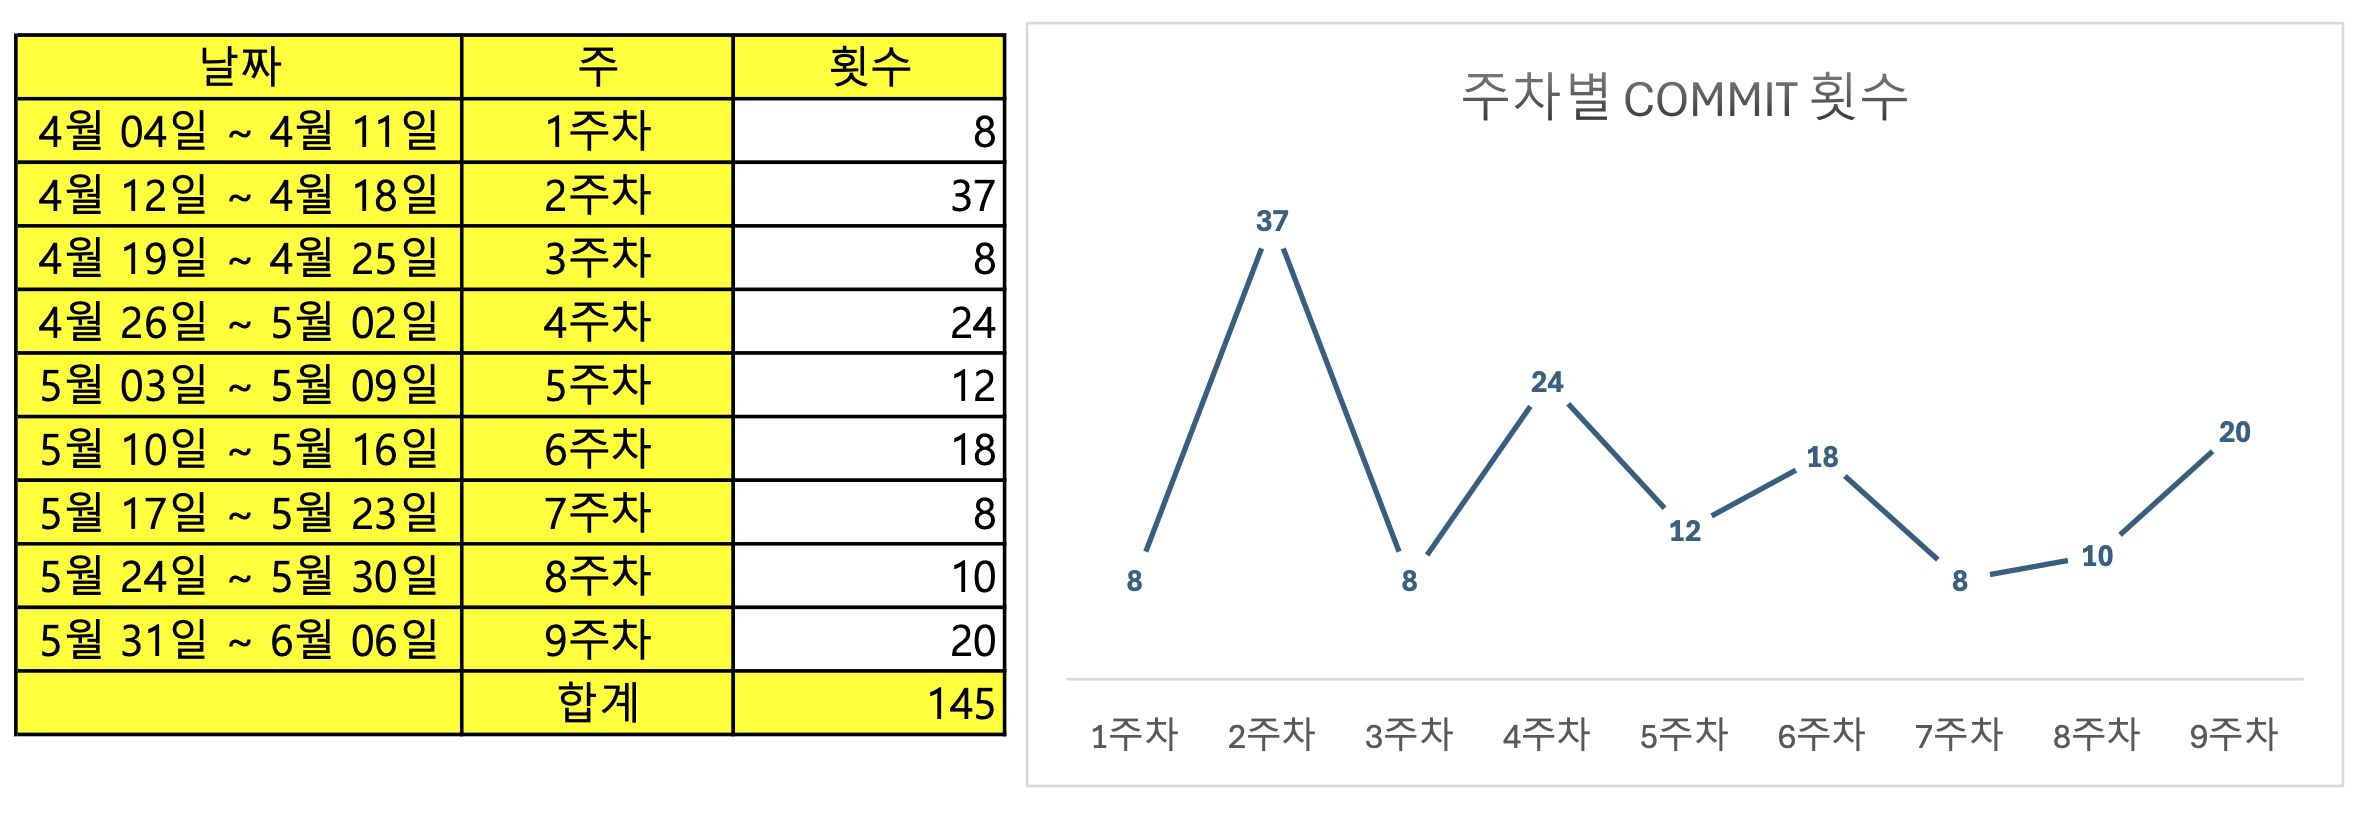 날짜 주 횟수
4월 04일 ~ 4월 11일 1주차 8
4월 12일 ~ 4월 18일 2주차 37
4월 19일 ~ 4월 25일 3주차 8
4월 26일 ~ 5월 02일 4주차 24
5월 03일 ~ 5월 09일 5주차 12
5월 10일 ~ 5월 16일 6주차 18
5월 17일 ~ 5월 23일 7주차 8
5월 24일 ~ 5월 30일 8주차 10
5월 31일 ~ 6월 06일 9주차 20
합계 145
주차별 COMMIT 횟수
8 37 8 24 12 18 8 10 20
1주차 2주차 3주차 4주차 5주차 6주차 7주차 8주차 9주차